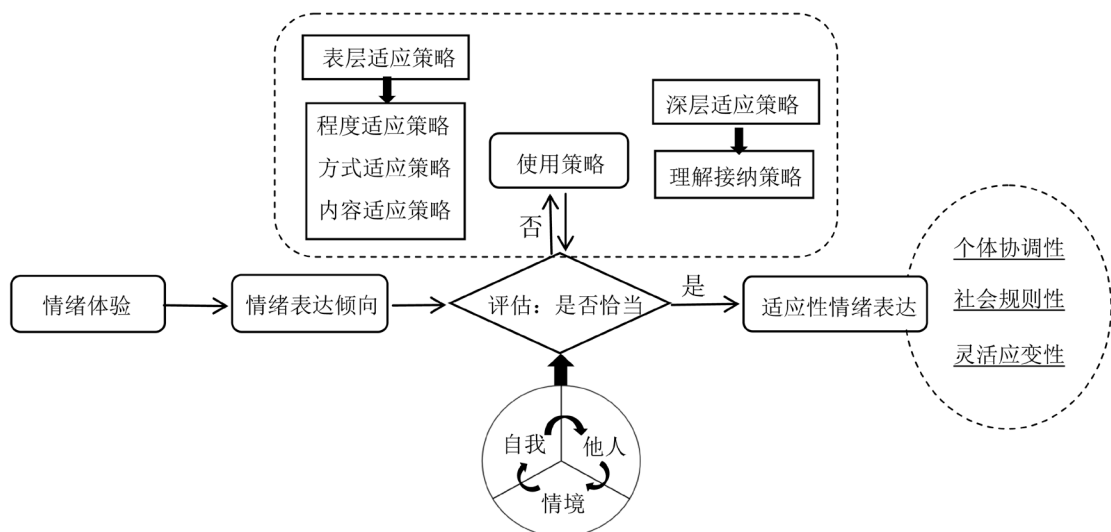 表层适应策略
程度适应策略
方式适应策略
内容适应策略
使用策略
深层适应策略
理解接纳策略
否
情绪体验
情绪表达倾向
评估：是否恰当
是
适应性情绪表达
个体协调性
社会规则性
灵活应变性
自我
他人
情境